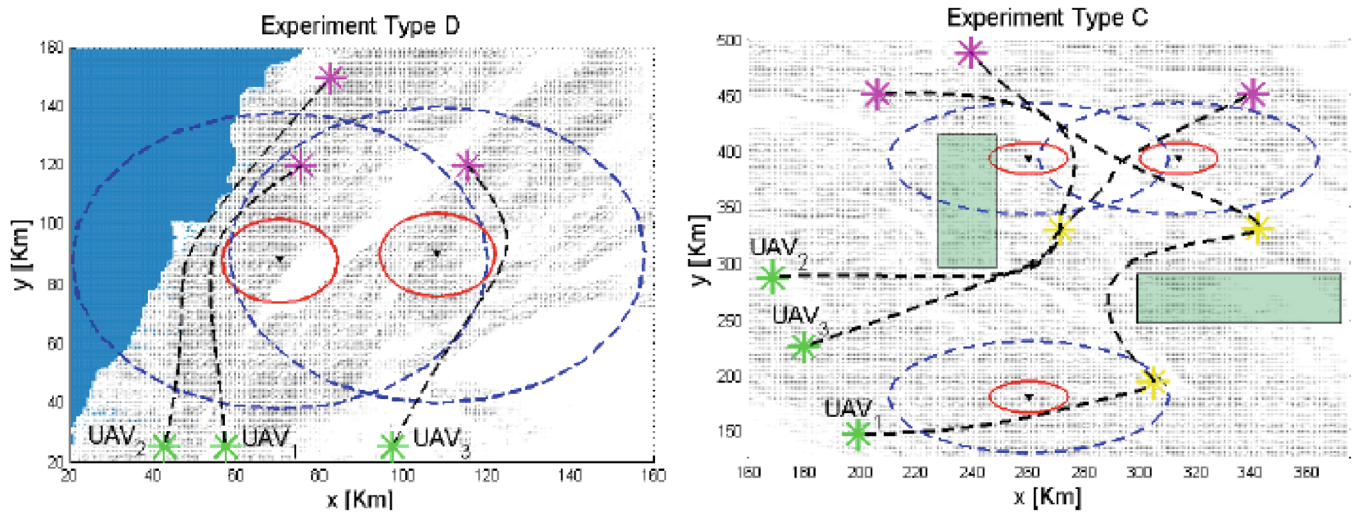 Experiment Type D
160
140
120
100
80
60
40
20
y [Km]
UAV2
UAV1
UAV3
20 40 60 80 100 120 140 160
x [Km]
Experiment Type C
500
450
400
350
300
250
200
150
y [Km]
UAV2
UAV3
UAV1
160 180 200 220 240 260 280 300 320 340 360
x [Km]